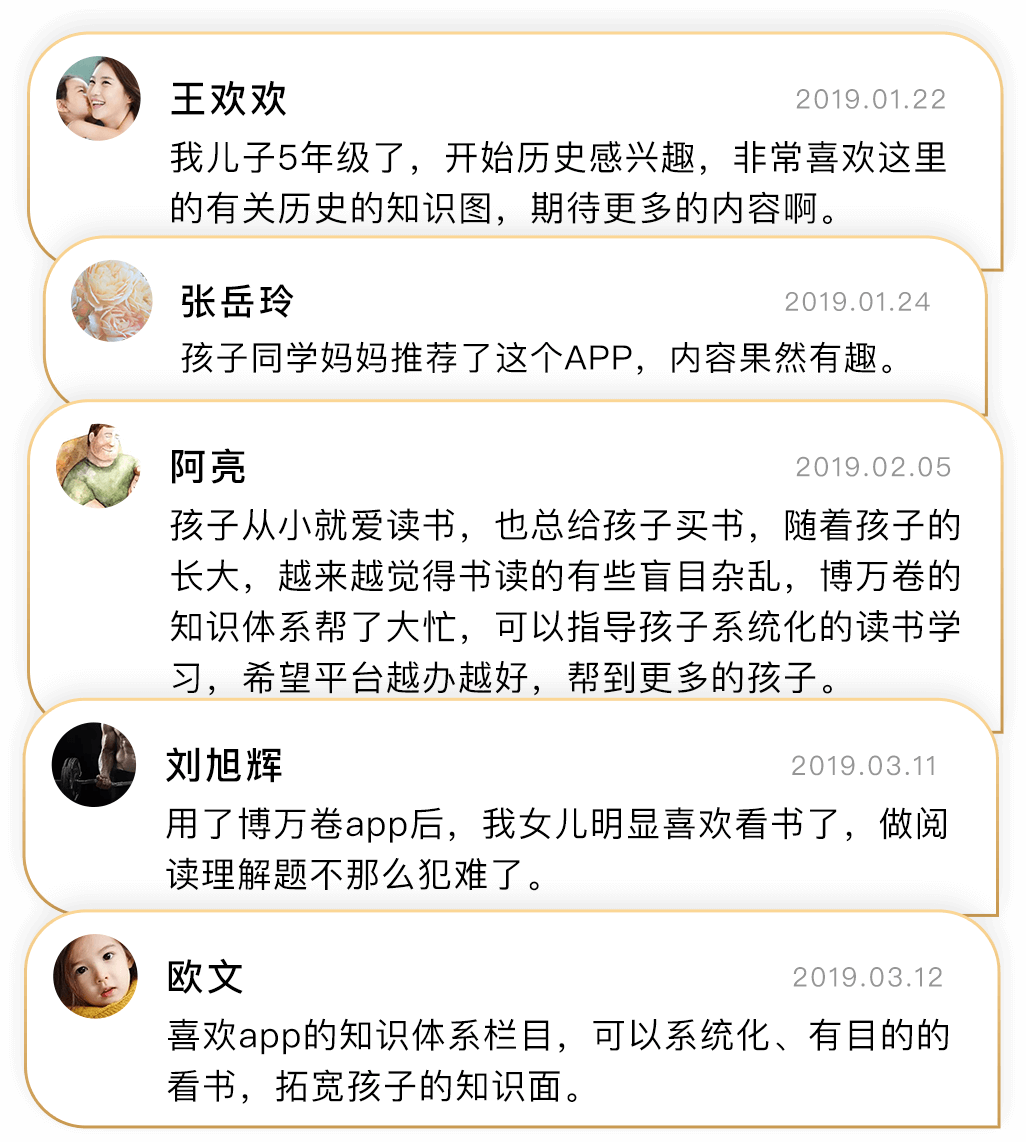 王欢欢
2019.01.22
我儿子5年级了，开始历史感兴趣，非常喜欢这里
的有关历史的知识图，期待更多的内容啊。
张岳玲
2019.01.24
孩子同学妈妈推荐了这个APP，内容果然有趣。
阿亮
2019.02.05
孩子从小就爱读书，也总给孩子买书，随着孩子的
长大，越来越觉得书读的有些盲目杂乱，博万卷的
知识体系帮了大忙，可以指导孩子系统化的读书学
习，希望平台越办越好，帮到更多的孩子。
刘旭辉
2019.03.11
用了博万卷app后，我女儿明显喜欢看书了，做阅
读理解题不那么犯难了。
欧文
2019.03.12
喜欢app的知识体系栏目，可以系统化、有目的的
看书，拓宽孩子的知识面。